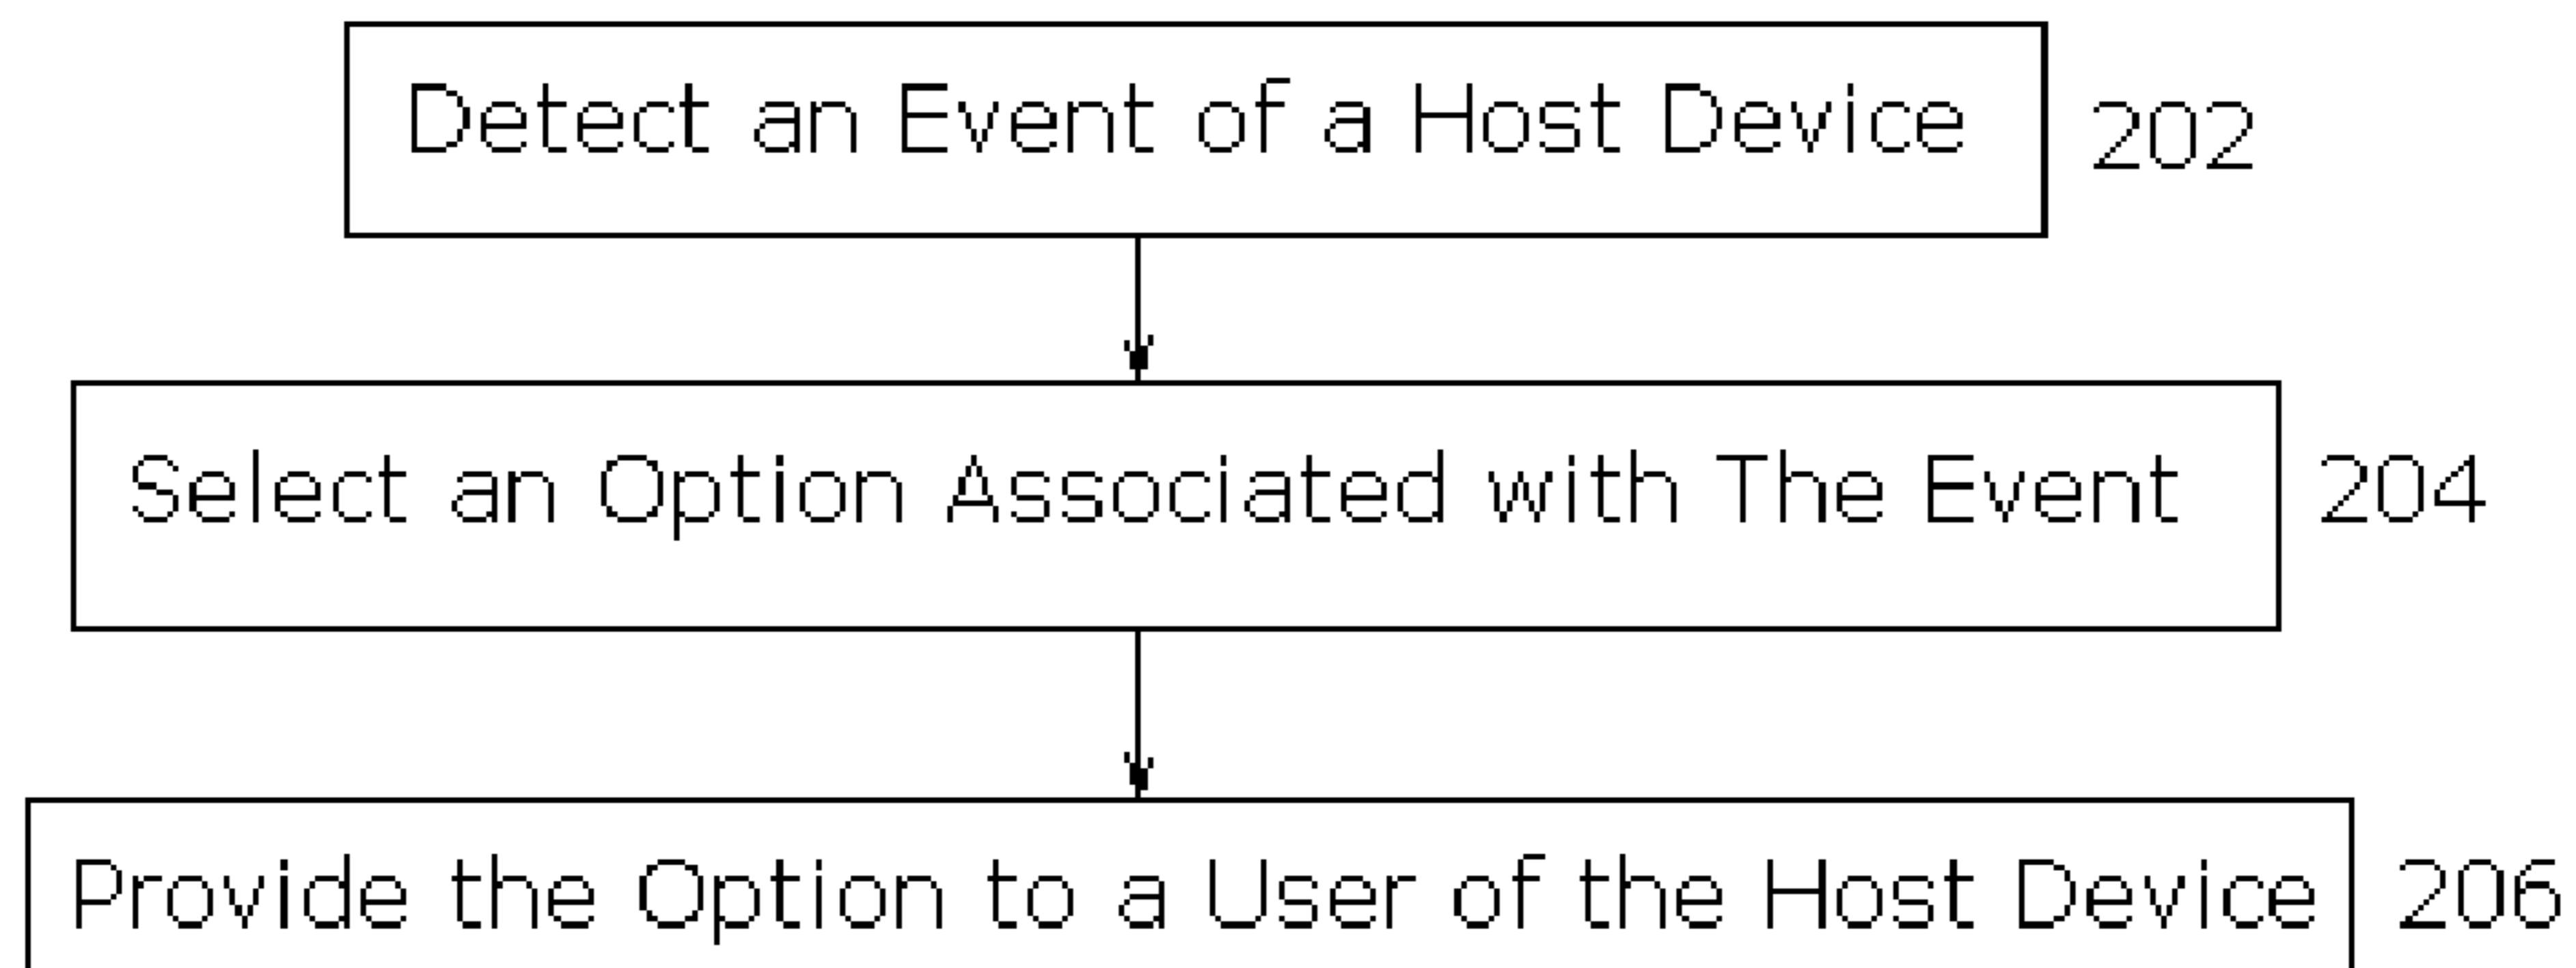 Detect an Event of a Host Device 202
Select an Option Associated with The Event 204
Provide the Option to a User of the Host Device 206